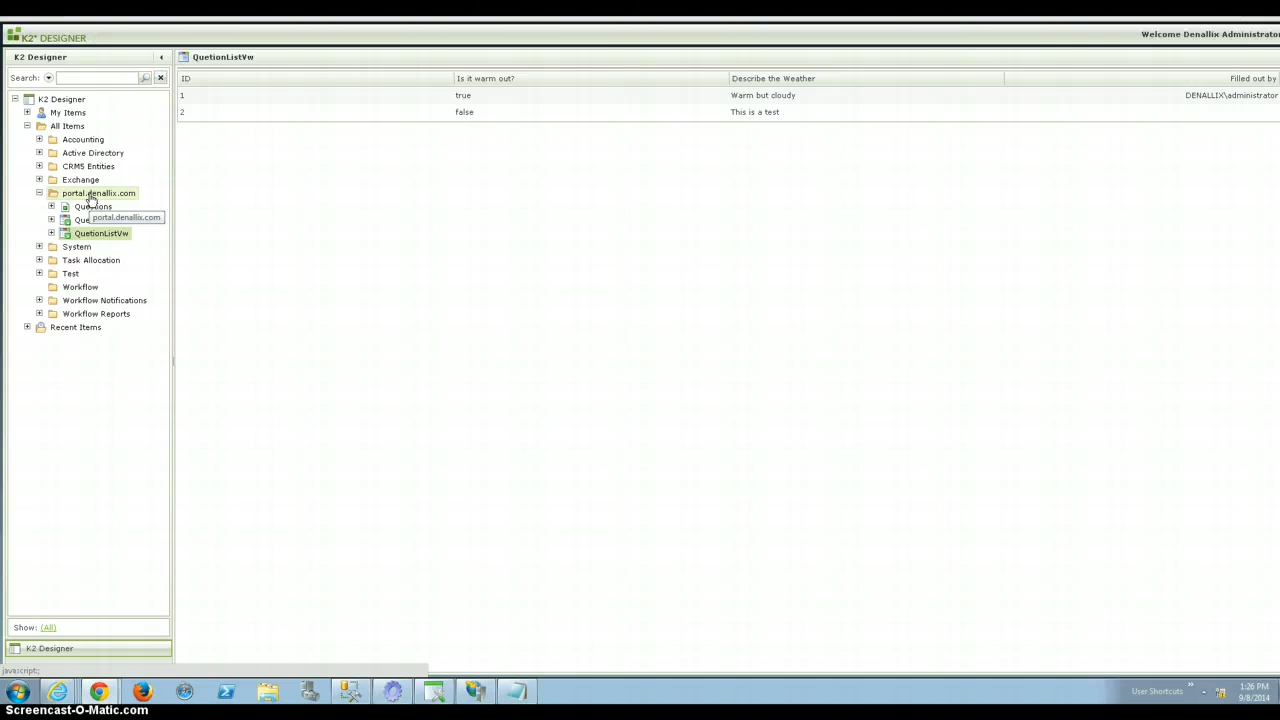 K2* DESIGNER
Welcome Denallix Administrator
K2 Designer
QuetionListVw
Search:
ID Is it warm out? Describe the Weather Filled out by
1 true Warm but cloudy DENALLIX\administrator
2 false This is a test
K2 Designer
My Items
All Items
Accounting
Active Directory
CRM5 Entities
Exchange
portal.denallix.com
portal.denallix.com
QuetionListVw
System
Task Allocation
Test
Workflow
Workflow Notifications
Workflow Reports
Recent Items
Show: (All)
K2 Designer
javascript:;
User Shortcuts
1:26 PM
9/8/2014
Screencast-O-Matic.com